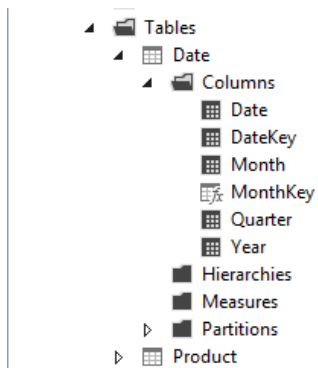 Tables
Date
Columns
Date
DateKey
Month
MonthKey
Quarter
Year
Hierarchies
Measures
Partitions
Product